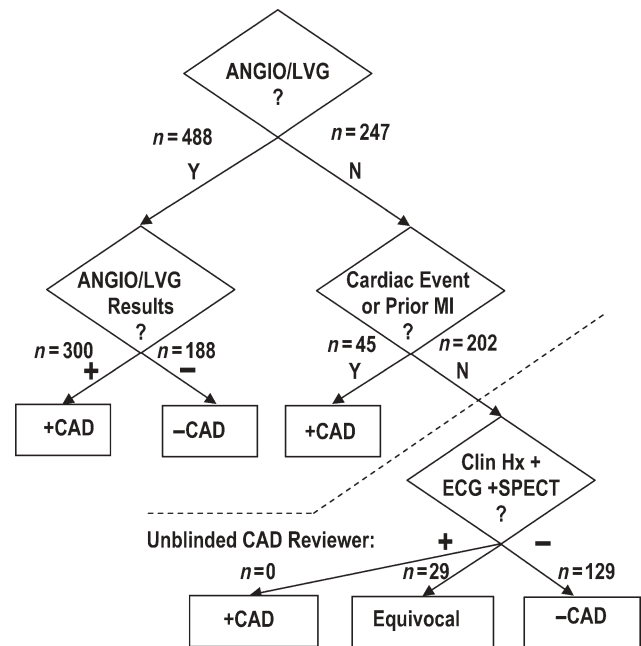 ANGIO/LVG
?
n = 488
n = 247
Y
N
ANGIO/LVG
Results
?
Cardiac Event
or Prior MI
?
n = 300
n = 188
n = 45
n = 202
+
–
Y
N
+CAD
–CAD
+CAD
Clin Hx +
ECG +SPECT
?
Unblinded CAD Reviewer:
+
–
n=0
n=29
n=129
+CAD
Equivocal
–CAD